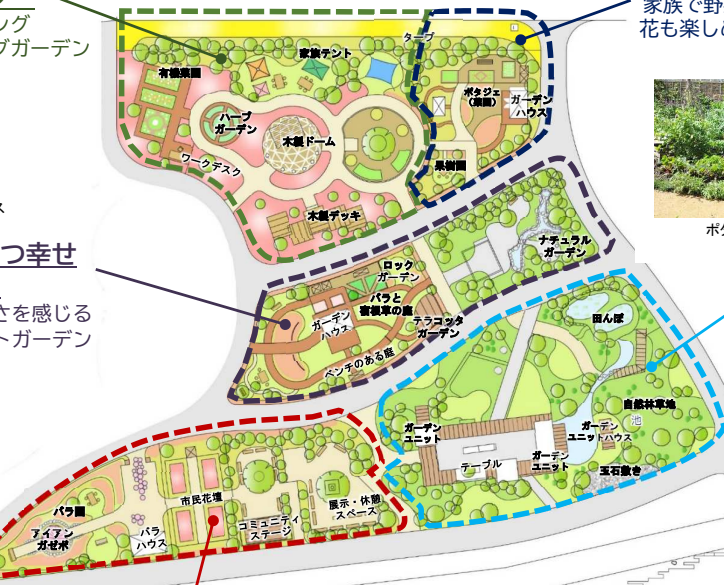 ング
グガーデン
家族で野
花も楽し
タープ
家族テント
有機菜園
ポタジェ
(菜園)
ガーデン
ハウス
ハーブ
ガーデン
木製ドーム
果樹園
ワークデスク
木製デッキ
ス
つ幸せ
さを感じる
トガーデン
ナチュラル
ガーデン
ロック
ガーデン
バラと
宿根草の庭
ガーデン
ハウス
テラコッタ
ガーデン
ベンチのある庭
田んぼ
自然林草地
池
ガーデン
ユニット
ガーデン
ユニットハウス
ガーデン
ユニット
テーブル
玉石敷き
市民花壇
展示・休憩
スペース
バラ園
アイアン
ガゼボ
バラ
ハウス
コミュニティ
ステージ
ポ